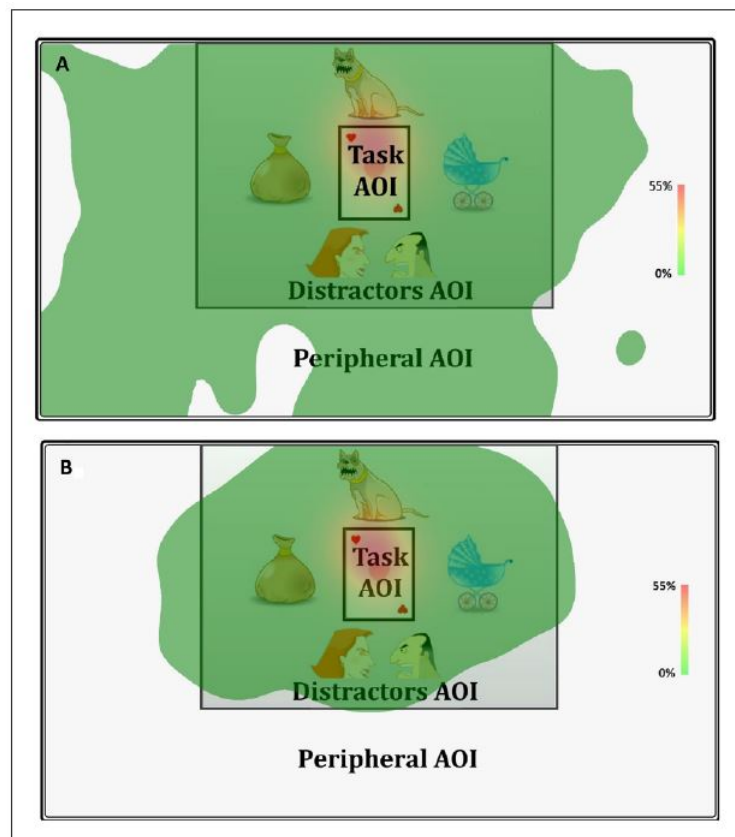 A
Task
AOI
55%
0%
Distractors AOI
Peripheral AOI
B
Task
AOI
55%
0%
Distractors AOI
Peripheral AOI